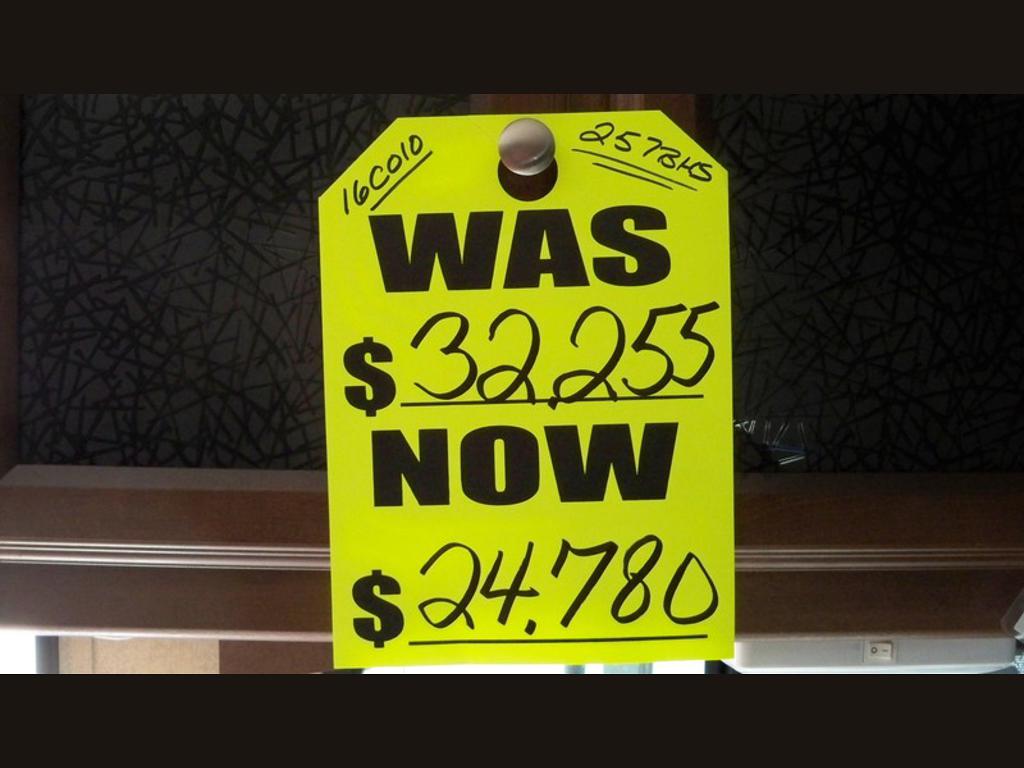 16C010
257BHS
WAS
$ 32,255
NOW
$ 24,780